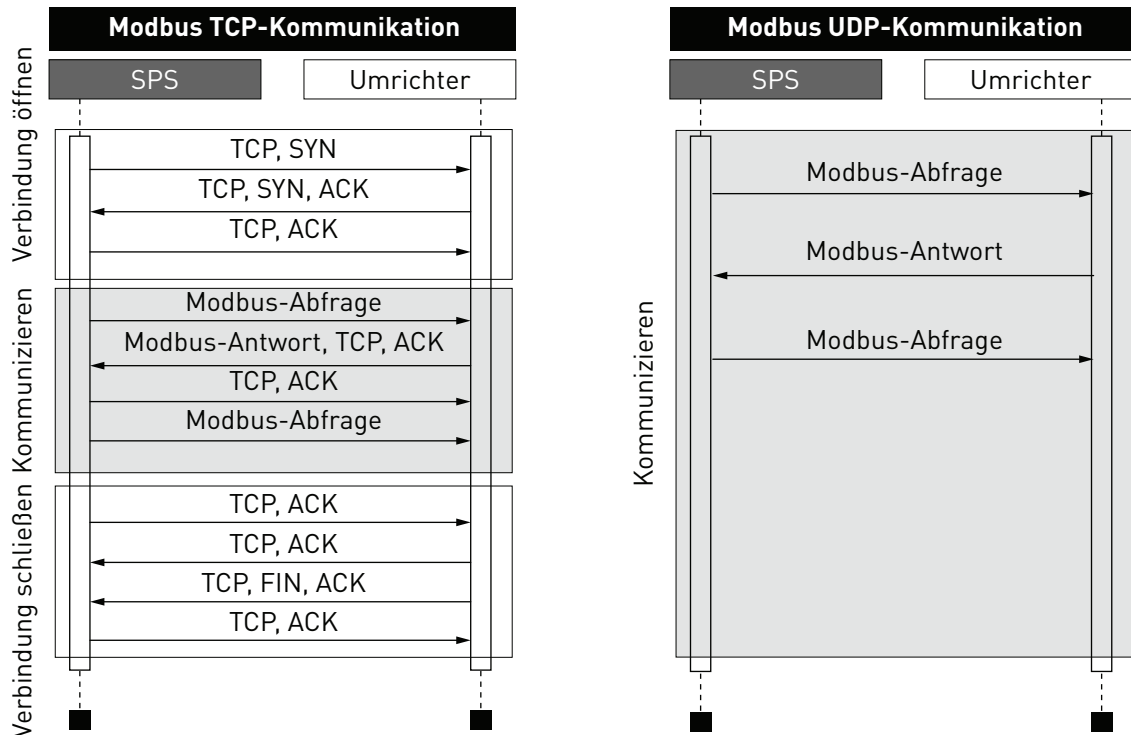 Modbus TCP-Kommunikation
SPS
Umrichter
Verbindung öffnen
TCP, SYN
TCP, SYN, ACK
TCP, ACK
Kommunizieren
Modbus-Abfrage
Modbus-Antwort, TCP, ACK
TCP, ACK
Modbus-Abfrage
Verbindung schließen
TCP, ACK
TCP, ACK
TCP, FIN, ACK
TCP, ACK
Modbus UDP-Kommunikation
SPS
Umrichter
Kommunizieren
Modbus-Abfrage
Modbus-Antwort
Modbus-Abfrage